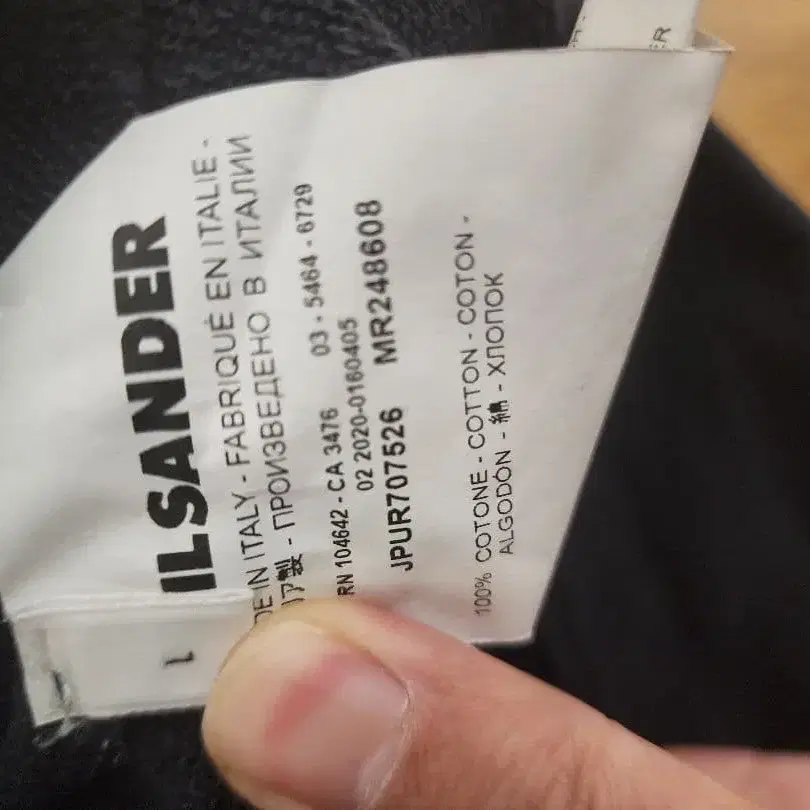 ILSANDER
DE IN ITALY - FABRIQUÉ EN ITALIE -
リア製 - ПРОИЗВЕДЕНО В ИТАЛИИ
RN 104642 - CA 3476 03 - 5464 - 6729
02 2020-0160405
JPUR707526 MR248608
100% COTONE - COTTON - COTON -
ALGODÓN - 綿 - ХЛОПОК
L